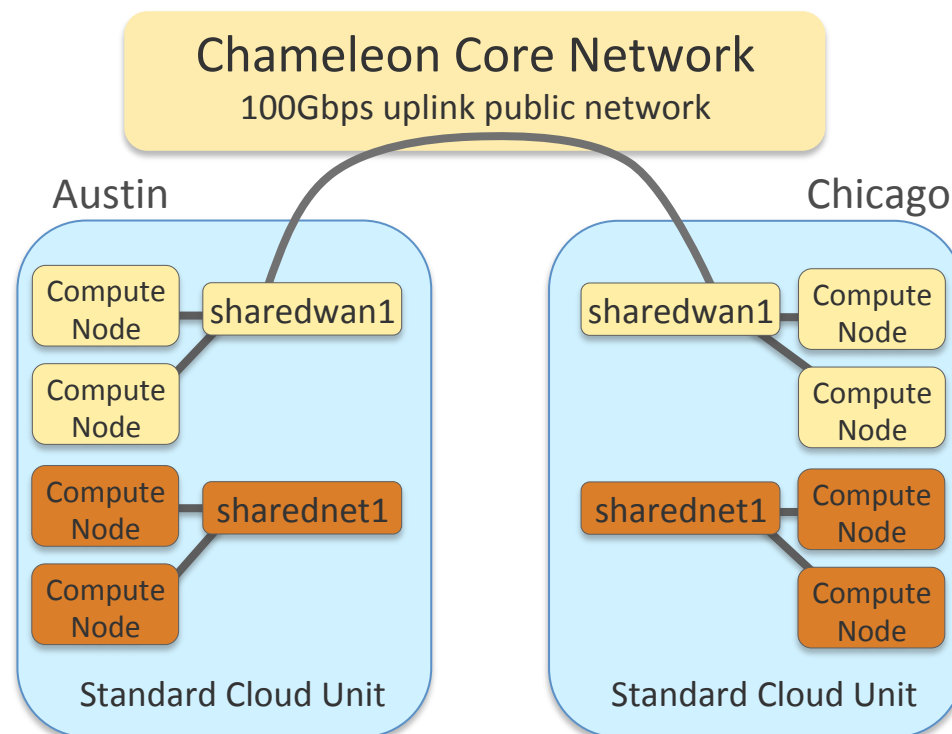 Chameleon Core Network
100Gbps uplink public network
Austin
Compute
Node
sharedwan1
Compute
Node
Compute
Node
sharednet1
Compute
Node
Standard Cloud Unit
Chicago
sharedwan1
Compute
Node
Compute
Node
sharednet1
Compute
Node
Compute
Node
Standard Cloud Unit